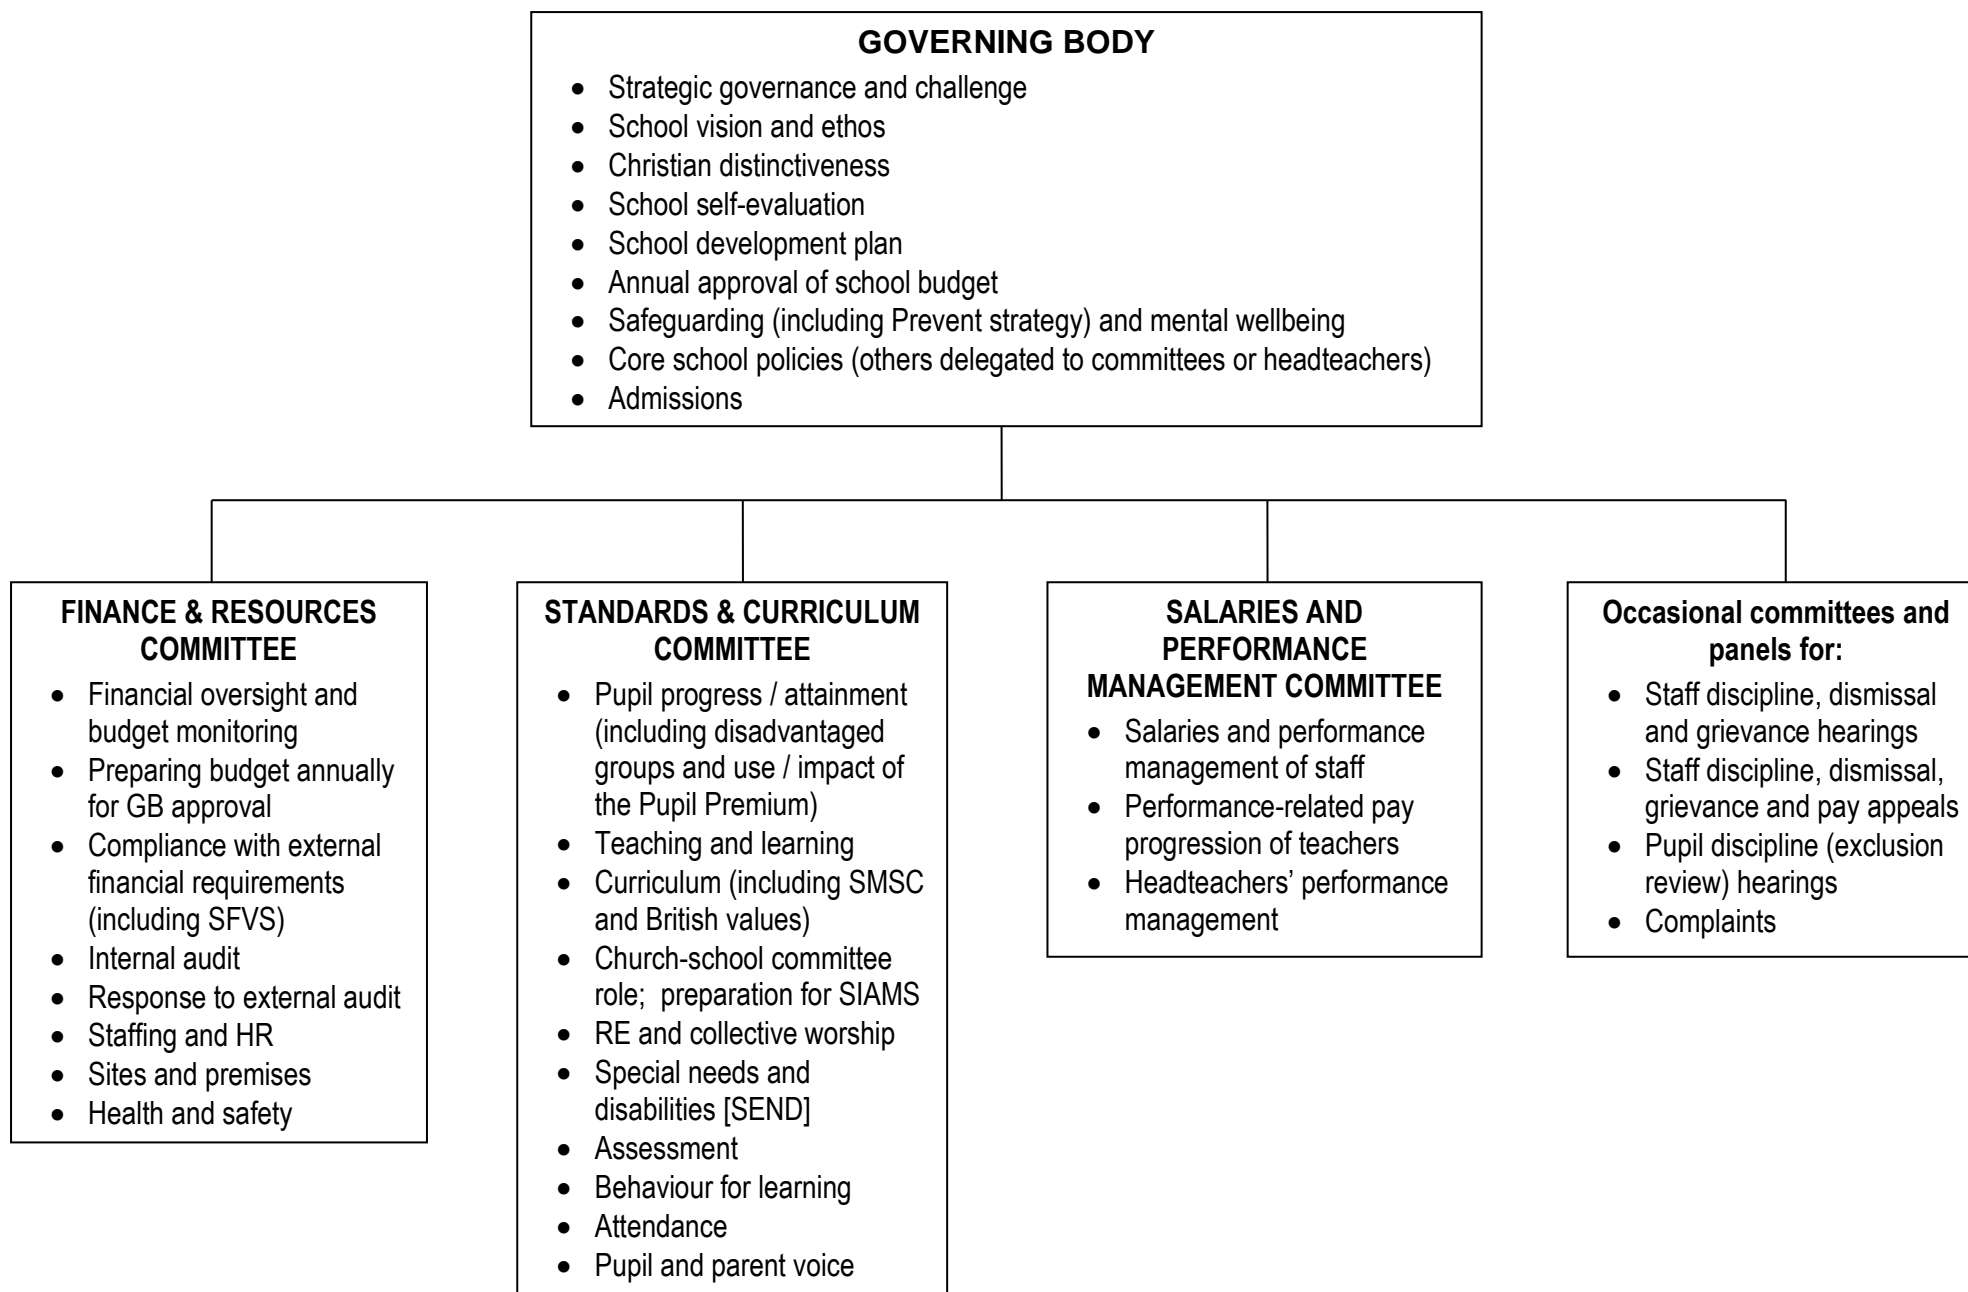 GOVERNING BODY
• Strategic governance and challenge
• School vision and ethos
• Christian distinctiveness
• School self-evaluation
• School development plan
• Annual approval of school budget
• Safeguarding (including Prevent strategy) and mental wellbeing
• Core school policies (others delegated to committees or headteachers)
• Admissions
FINANCE & RESOURCES
COMMITTEE
• Financial oversight and
budget monitoring
• Preparing budget annually
for GB approval
• Compliance with external
financial requirements
(including SFVS)
• Internal audit
• Response to external audit
• Staffing and HR
• Sites and premises
• Health and safety
STANDARDS & CURRICULUM
COMMITTEE
• Pupil progress / attainment
(including disadvantaged
groups and use / impact of
the Pupil Premium)
• Teaching and learning
• Curriculum (including SMSC
and British values)
• Church-school committee
role;  preparation for SIAMS
• RE and collective worship
• Special needs and
disabilities [SEND]
• Assessment
• Behaviour for learning
• Attendance
• Pupil and parent voice
SALARIES AND
PERFORMANCE
MANAGEMENT COMMITTEE
• Salaries and performance
management of staff
• Performance-related pay
progression of teachers
• Headteachers’ performance
management
Occasional committees and
panels for:
• Staff discipline, dismissal
and grievance hearings
• Staff discipline, dismissal,
grievance and pay appeals
• Pupil discipline (exclusion
review) hearings
• Complaints